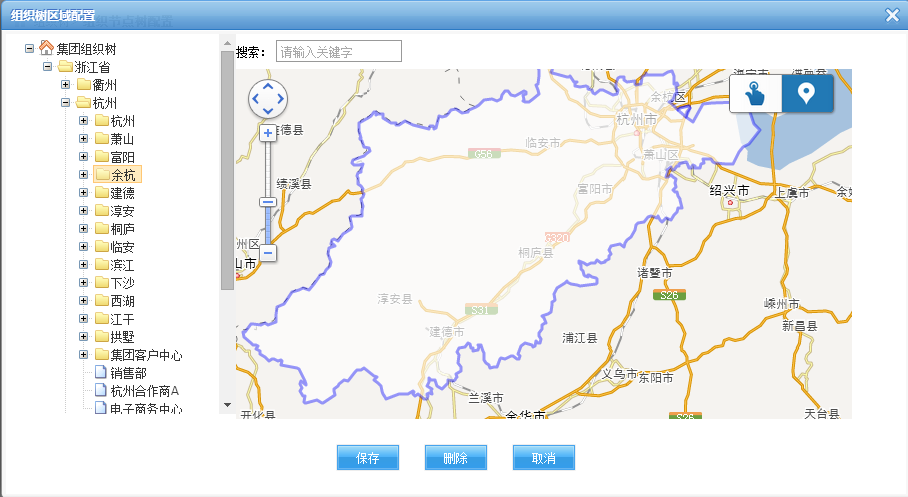 组织树区域配置
集团组织树
浙江省
衢州
杭州
杭州
萧山
富阳
余杭
建德
淳安
桐庐
临安
滨江
下沙
西湖
江干
拱墅
集团客户中心
销售部
杭州合作商A
电子商务中心
搜索：
请输入关键字
余杭区
杭州市
临安市
G56
萧山区
绩溪县
富阳市
绍兴市
上虞市
G320
桐庐县
诸暨市
S26
淳安县
S31
嵊州市
新昌县
建德市
浦江县
义乌市
东阳市
兰溪市
开化县
金华市
S26
天台县
保存
删除
取消